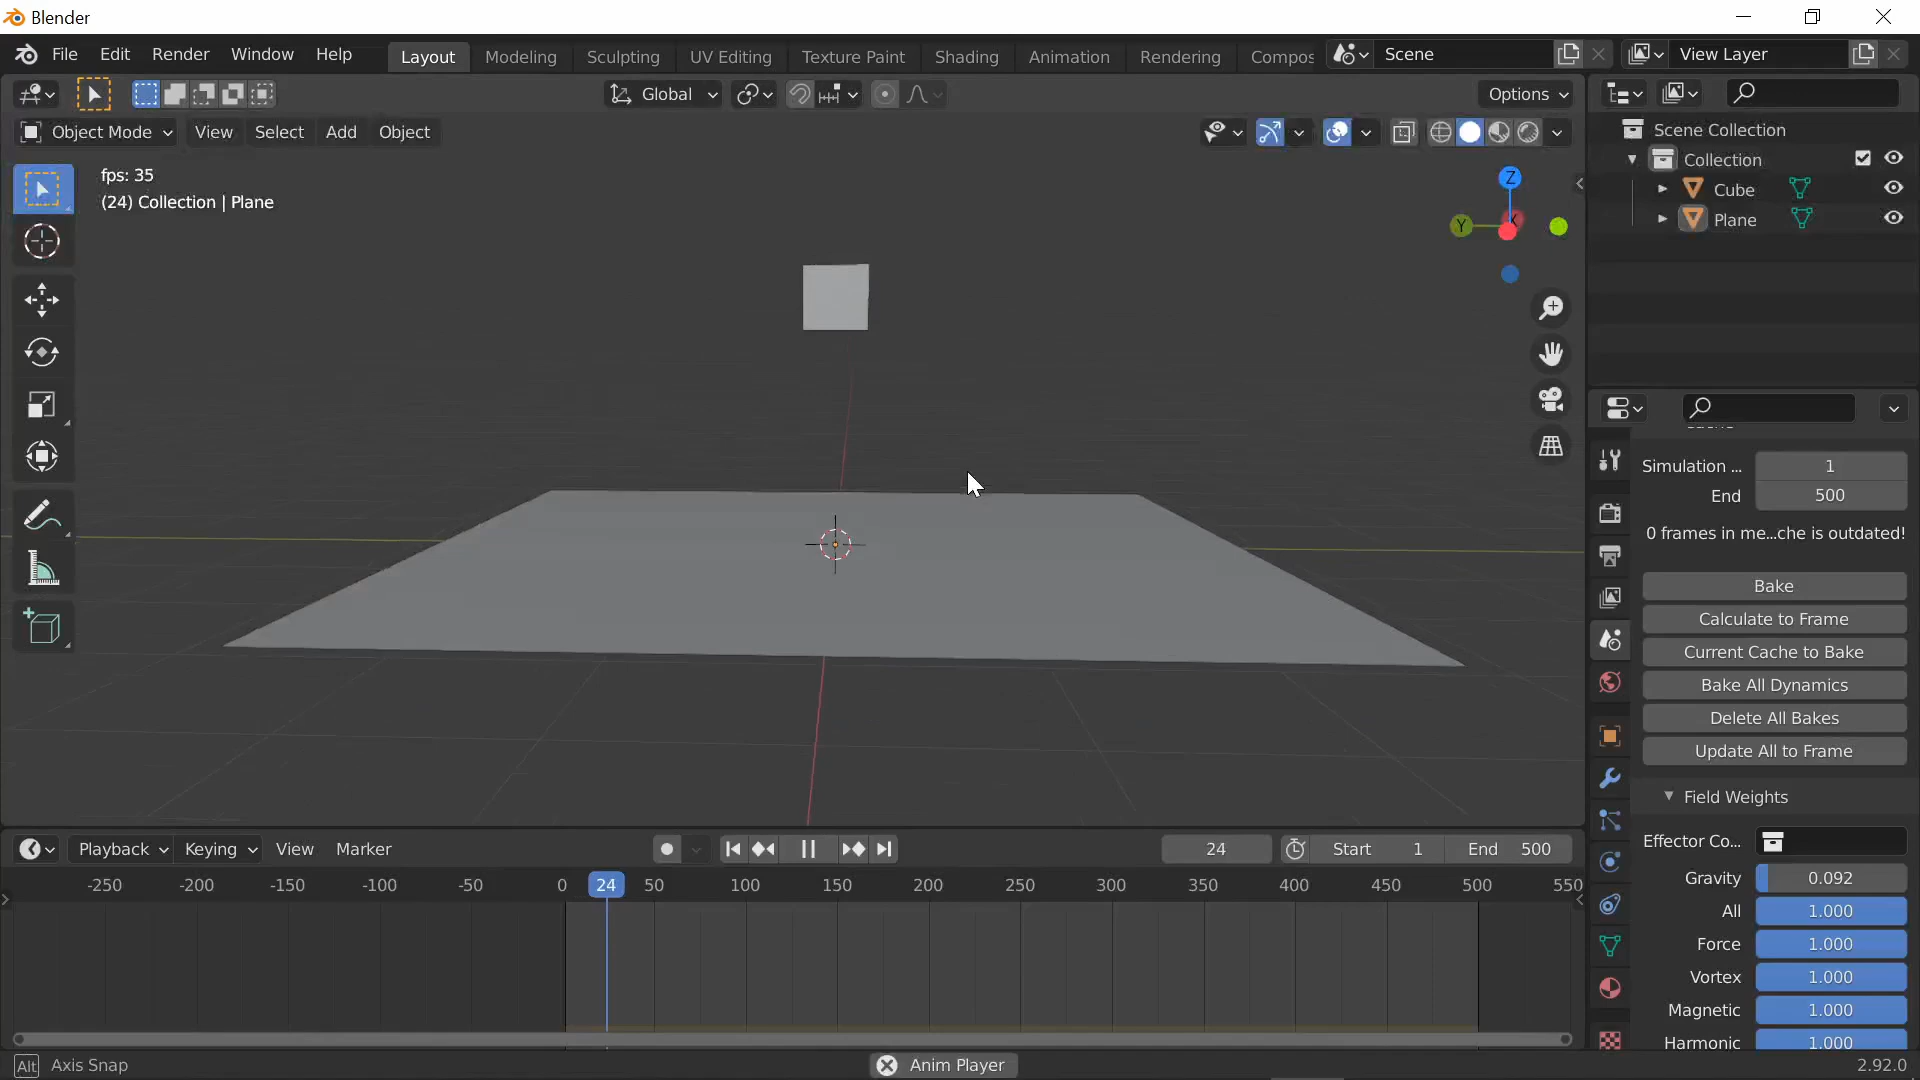 Blender
File Edit Render Window Help Layout Modeling Sculpting UV Editing Texture Paint Shading Animation Rendering Compos Scene View Layer
Global Options
Object Mode View Select Add Object
Scene Collection
Collection
Cube
Plane
fps: 35
(24) Collection | Plane
Z
Y X
Simulation ... 1
End 500
0 frames in me...che is outdated!
Bake
Calculate to Frame
Current Cache to Bake
Bake All Dynamics
Delete All Bakes
Update All to Frame
Field Weights
Effector Co...
Gravity 0.092
All 1.000
Force 1.000
Vortex 1.000
Magnetic 1.000
Harmonic 1.000
Playback Keying View Marker 24 Start 1 End 500
-250 -200 -150 -100 -50 0 24 50 100 150 200 250 300 350 400 450 500 550
Alt Axis Snap Anim Player 2.92.0